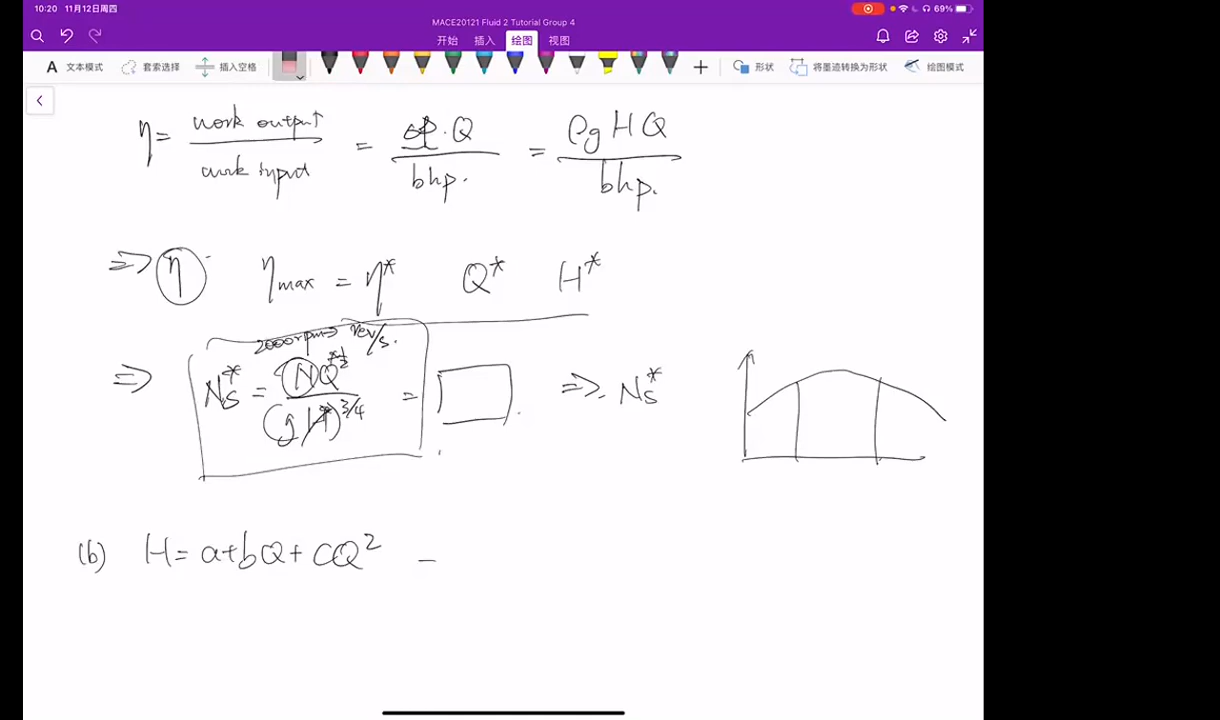 10:20 11月12日周四
69%
MACE20121 Fluid 2 Tutorial Group 4
开始 插入 绘图 视图
A 文本模式 套索选择 插入空格 形状 将墨迹转换为形状 绘图模式
η = work output / work input = Δp·Q / bhp. = ρgHQ / bhp.
⇒ η ηmax = η* Q* H*
2000rpm⇒ rev/s.
⇒ Ns* = NQ*^1/2 / (gH*)^3/4 = □ ⇒. Ns*
(b) H = a+bQ+cQ² –